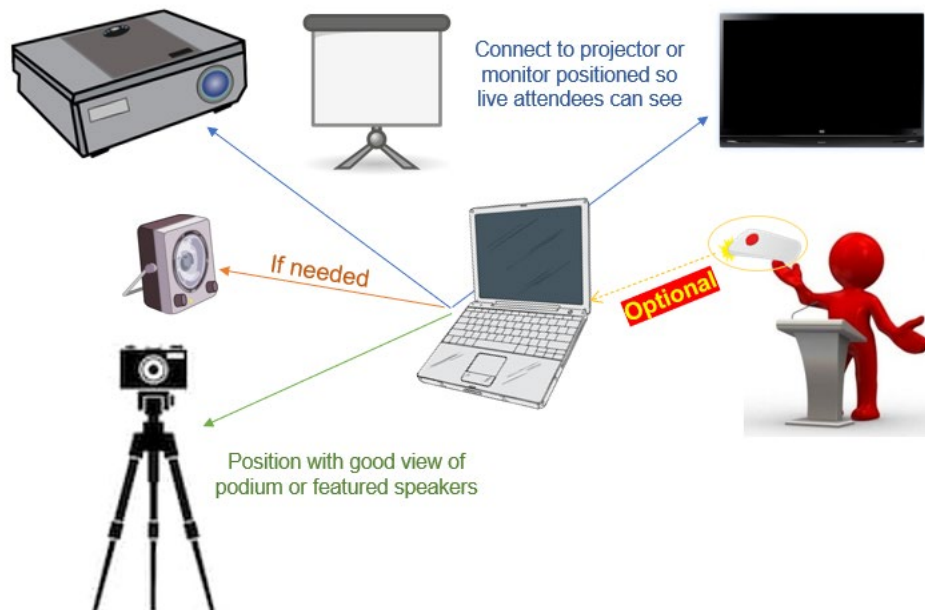 Connect to projector or
monitor positioned so
live attendees can see
If needed
Optional
Position with good view of
podium or featured speakers